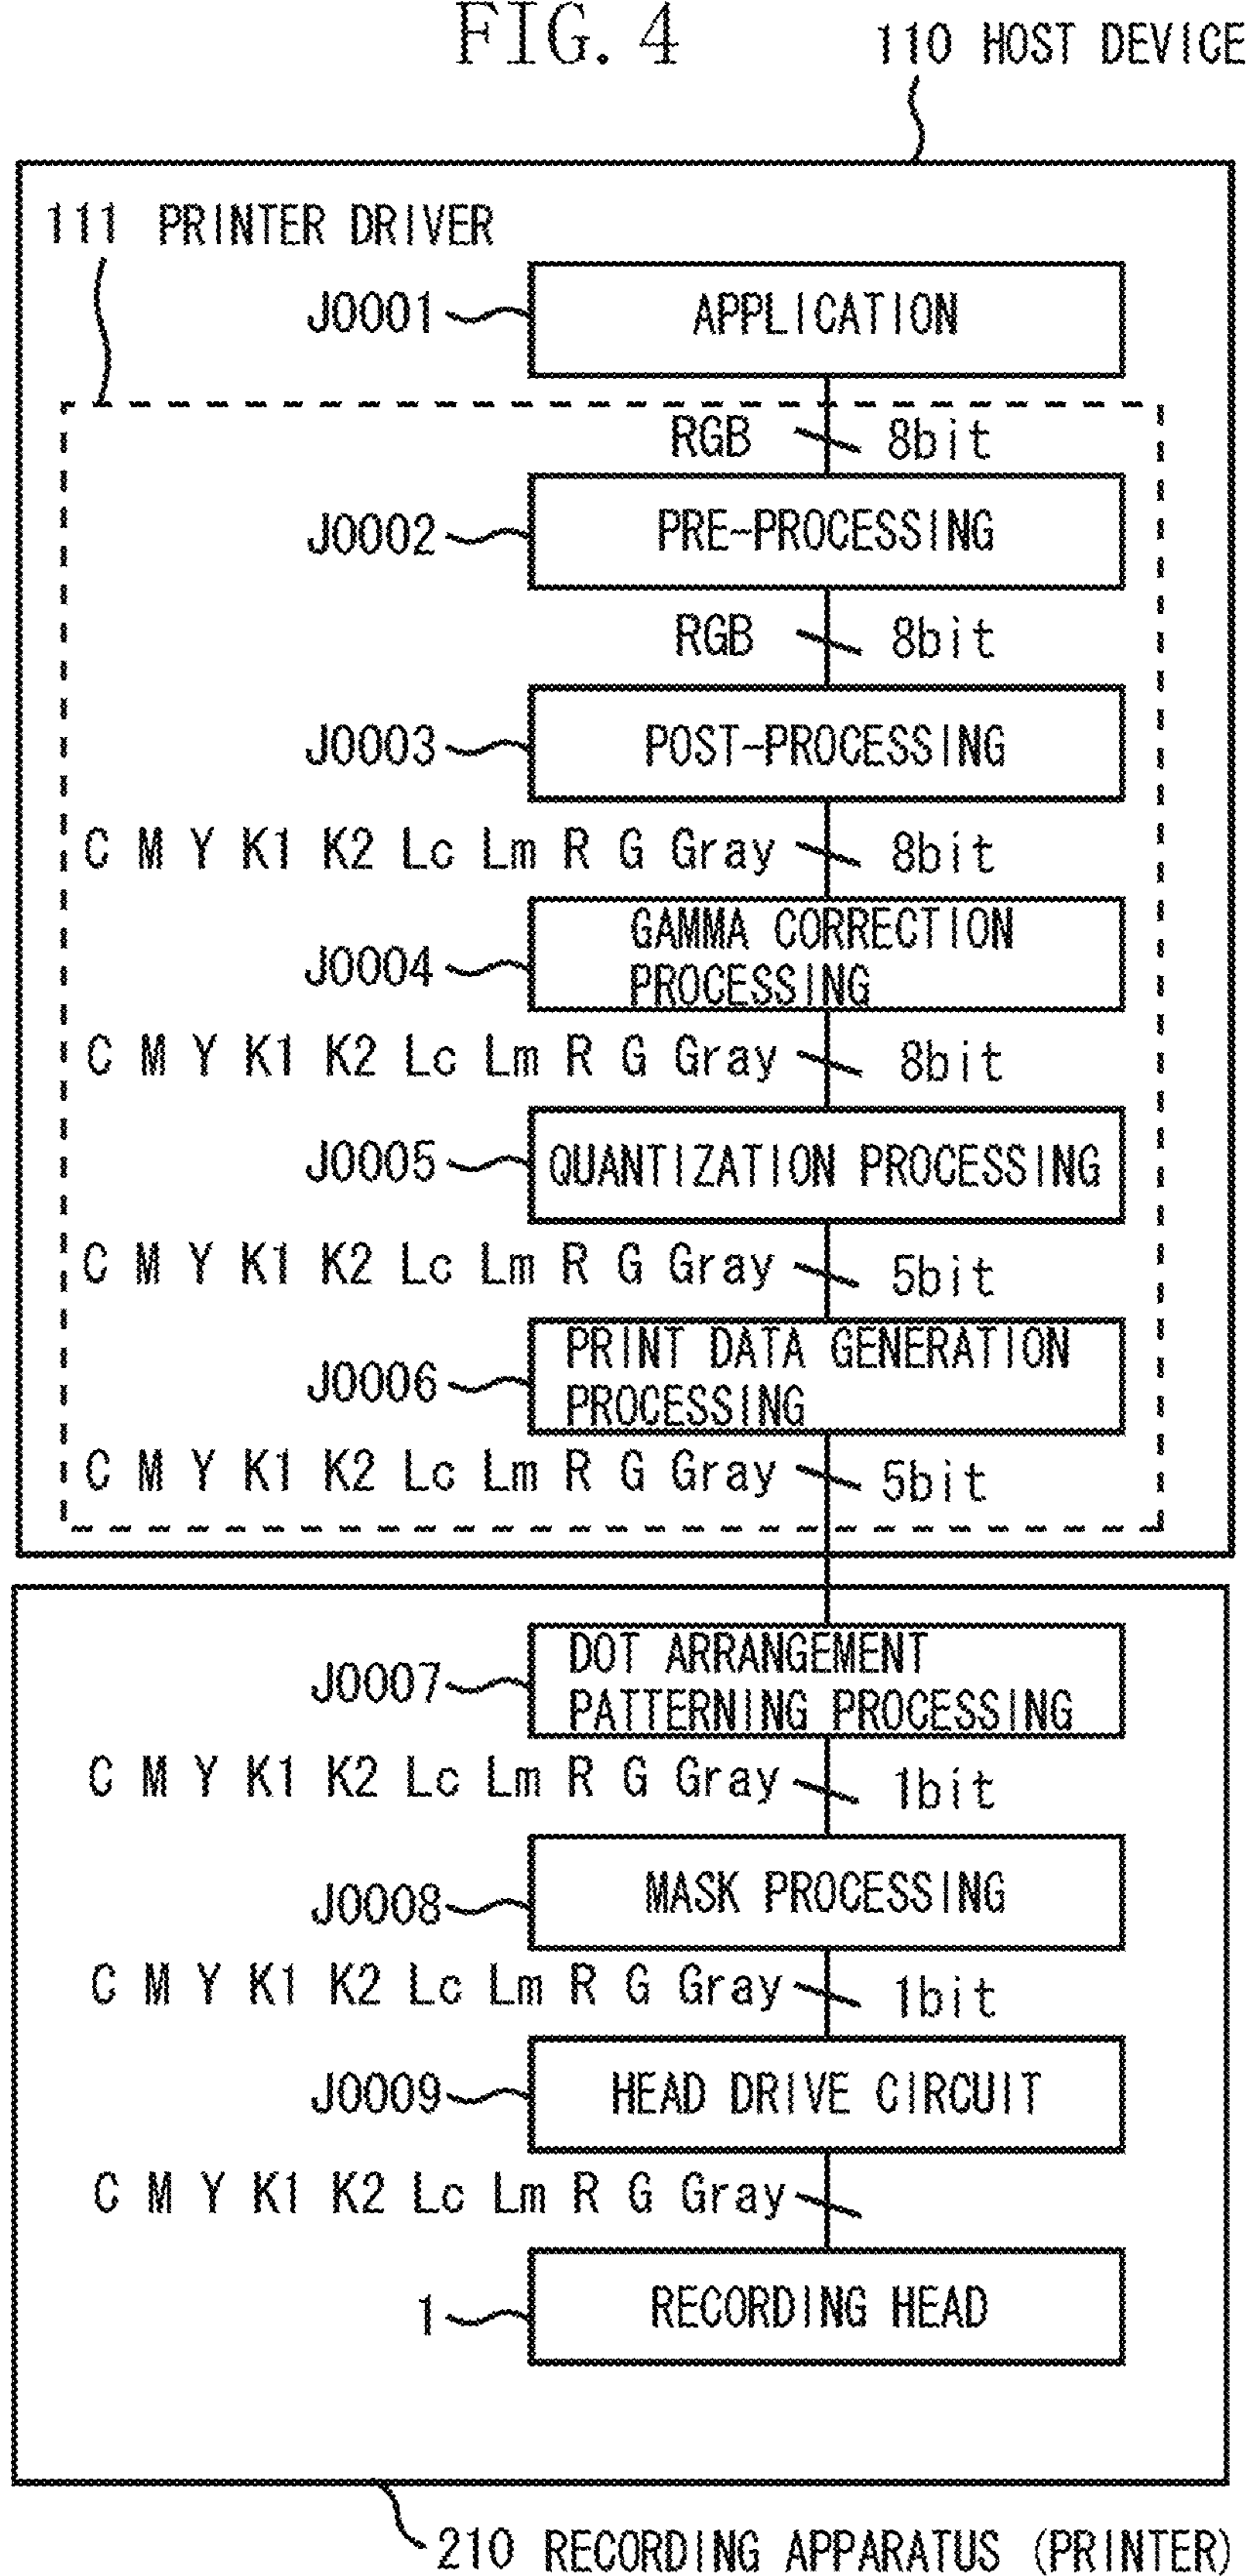 FIG. 4
110 HOST DEVICE
111 PRINTER DRIVER
J0001
APPLICATION
RGB 8bit
J0002
PRE-PROCESSING
RGB 8bit
J0003
POST-PROCESSING
C M Y K1 K2 Lc Lm R G Gray 8bit
J0004
GAMMA CORRECTION
PROCESSING
C M Y K1 K2 Lc Lm R G Gray 8bit
J0005
QUANTIZATION PROCESSING
C M Y K1 K2 Lc Lm R G Gray 5bit
J0006
PRINT DATA GENERATION
PROCESSING
C M Y K1 K2 Lc Lm R G Gray 5bit
J0007
DOT ARRANGEMENT
PATTERNING PROCESSING
C M Y K1 K2 Lc Lm R G Gray 1bit
J0008
MASK PROCESSING
C M Y K1 K2 Lc Lm R G Gray 1bit
J0009
HEAD DRIVE CIRCUIT
C M Y K1 K2 Lc Lm R G Gray
1
RECORDING HEAD
210 RECORDING APPARATUS (PRINTER)